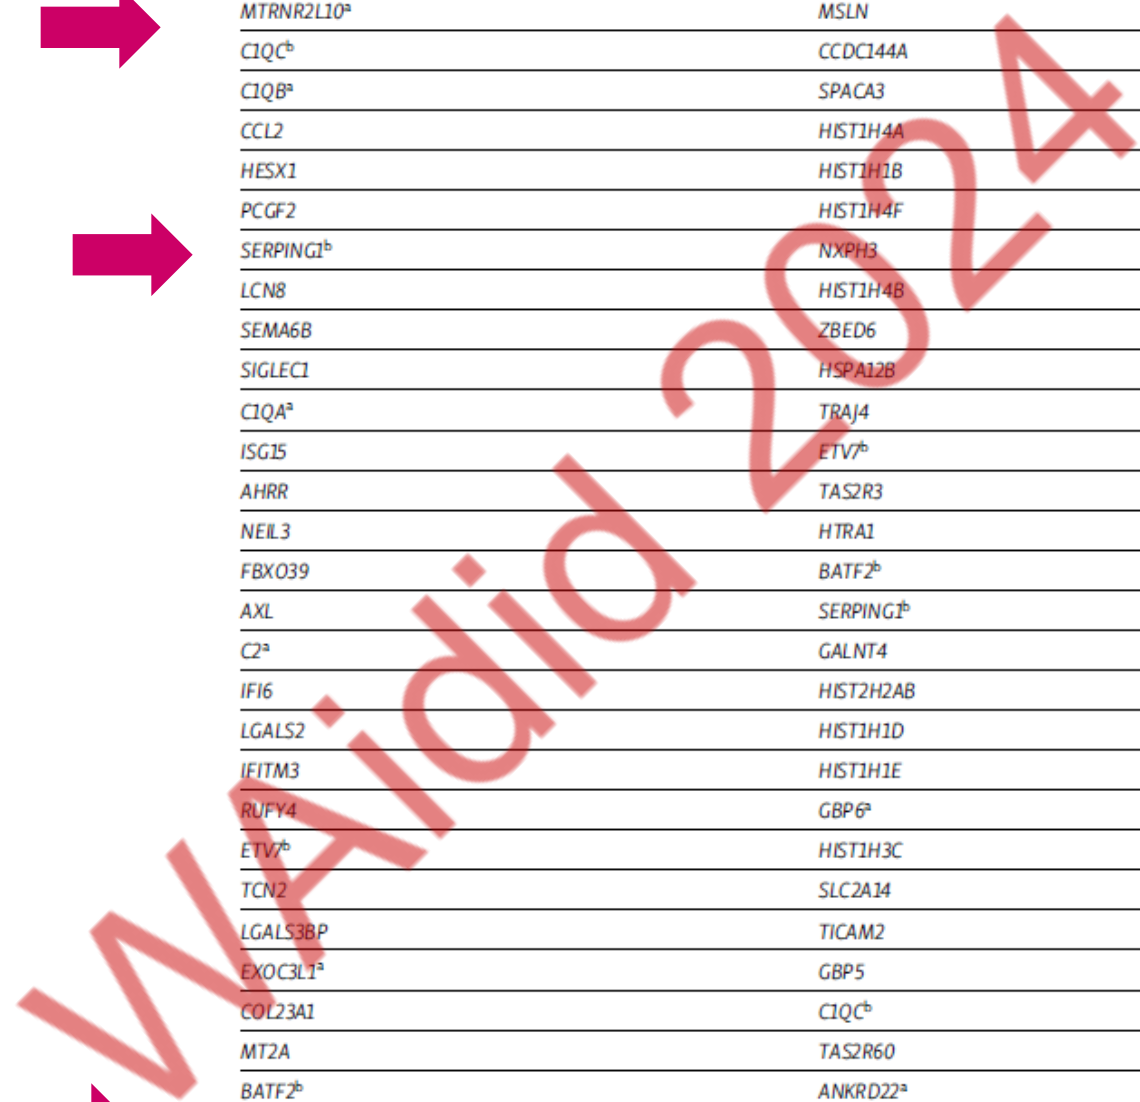 MTRNR2L10ᵃ MSLN
C1QCᵇ CCDC144A
C1QBᵃ SPACA3
CCL2 HIST1H4A
HESX1 HIST1H1B
PCGF2 HIST1H4F
SERPING1ᵇ NXPH3
LCN8 HIST1H4B
SEMA6B ZBED6
SIGLEC1 HSPA12B
C1QAᵃ TRAJ4
ISG15 ETV7ᵇ
AHRR TAS2R3
NEIL3 HTRA1
FBXO39 BATF2ᵇ
AXL SERPING1ᵇ
C2ᵃ GALNT4
IFI6 HIST2H2AB
LGALS2 HIST1H1D
IFITM3 HIST1H1E
RUFY4 GBP6ᵃ
ETV7ᵇ HIST1H3C
TCN2 SLC2A14
LGALS3BP TICAM2
EXOC3L1ᵃ GBP5
COL23A1 C1QCᵇ
MT2A TAS2R60
BATF2ᵇ ANKRD22ᵃ
WAidid 2024